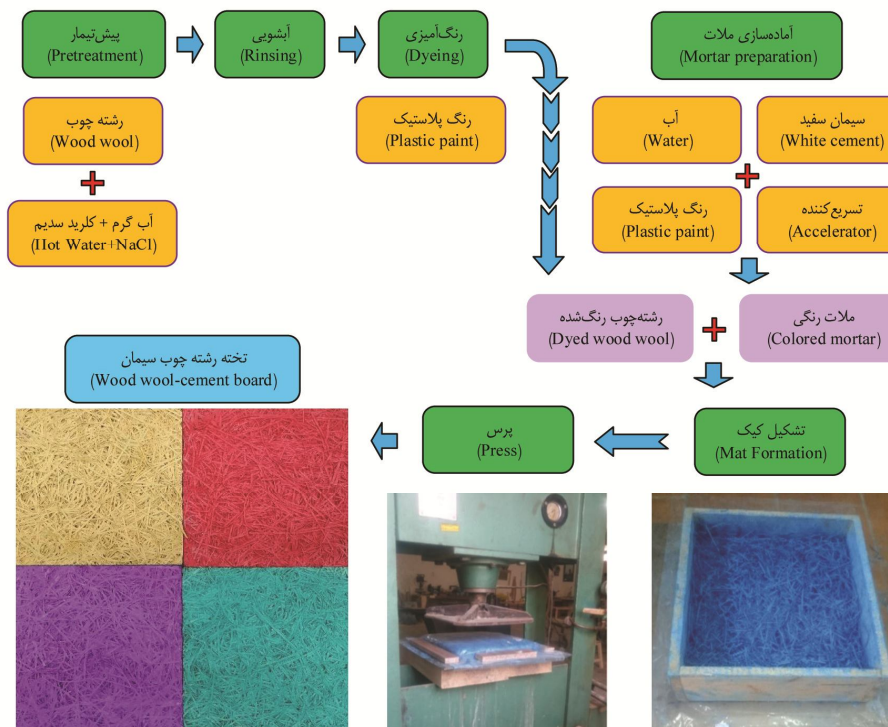 پیش‌تیمار
(Pretreatment)
آبشویی
(Rinsing)
رنگ‌آمیزی
(Dyeing)
آماده‌سازی ملات
(Mortar preparation)
رشته چوب
(Wood wool)
رنگ پلاستیک
(Plastic paint)
آب
(Water)
سیمان سفید
(White cement)
آب گرم + کلرید سدیم
(Hot Water+NaCl)
رنگ پلاستیک
(Plastic paint)
تسریع‌کننده
(Accelerator)
رشته‌چوب رنگ‌شده
(Dyed wood wool)
ملات رنگی
(Colored mortar)
تخته رشته چوب سیمان
(Wood wool-cement board)
پرس
(Press)
تشکیل کیک
(Mat Formation)